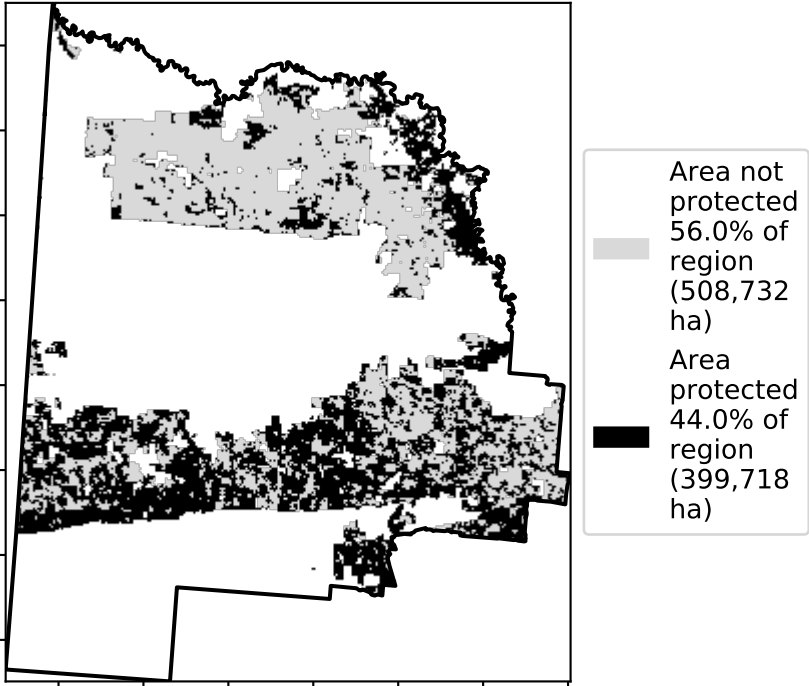 Area not
protected
56.0% of
region
(508,732
ha)
Area
protected
44.0% of
region
(399,718
ha)